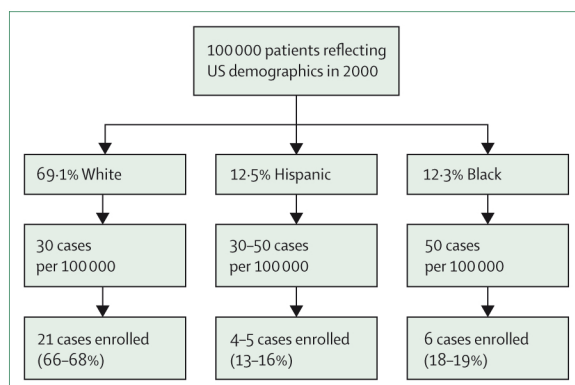 100 000 patients reflecting
US demographics in 2000
69·1% White
12·5% Hispanic
12·3% Black
30 cases
per 100 000
30–50 cases
per 100 000
50 cases
per 100 000
21 cases enrolled
(66–68%)
4–5 cases enrolled
(13–16%)
6 cases enrolled
(18–19%)